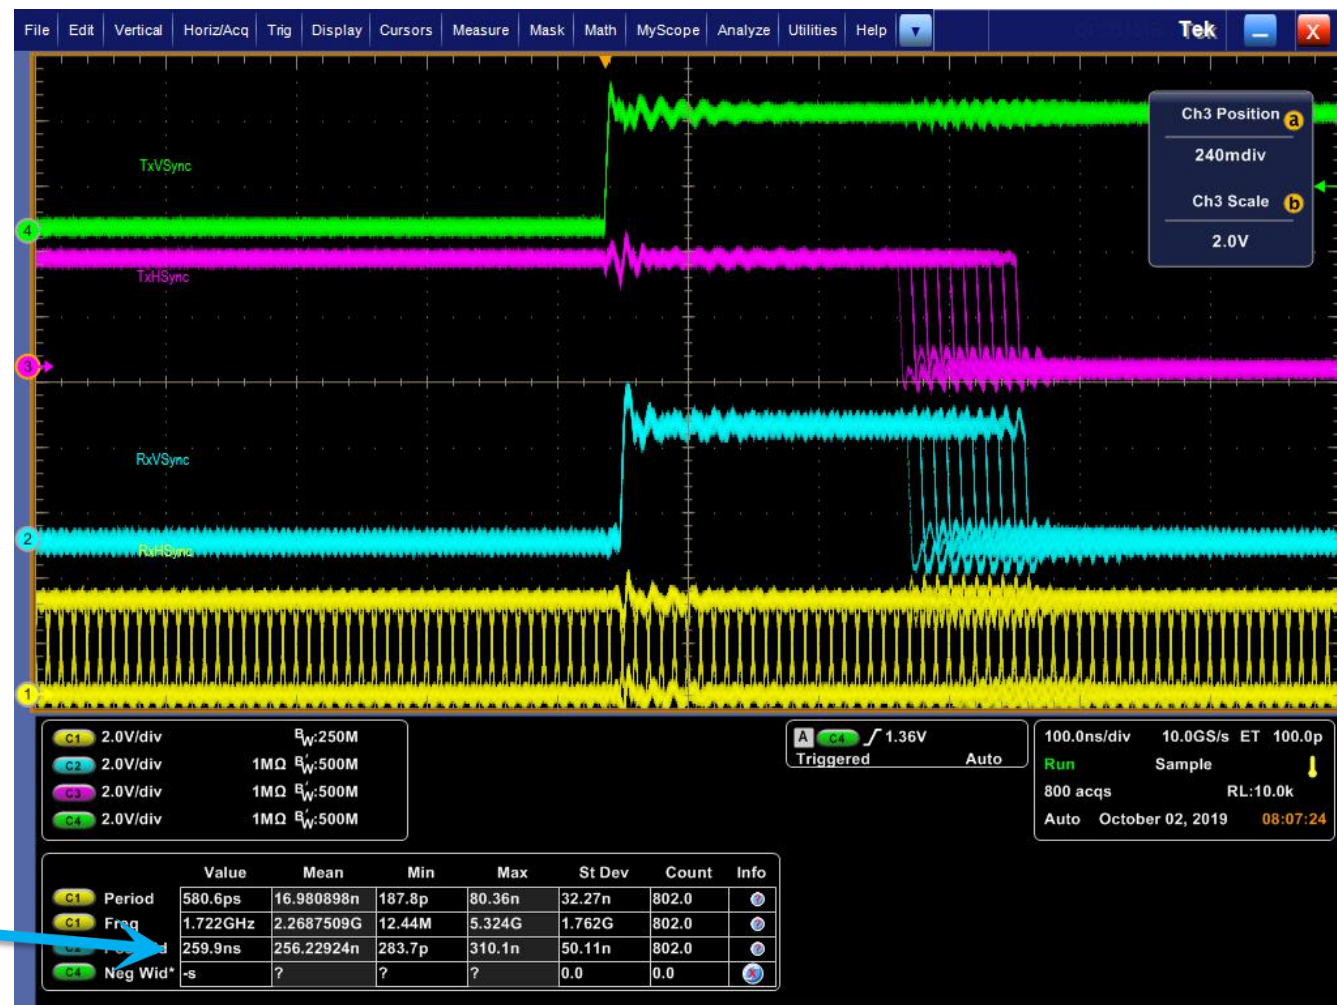 File Edit Vertical Horiz/Acq Trig Display Cursors Measure Mask Math MyScope Analyze Utilities Help Tek X
Ch3 Position a
240mdiv
Ch3 Scale b
2.0V
TxVSync
4
TxHSync
3
RxVSync
2
RxHSync
1
C1 2.0V/div BW:250M
C2 2.0V/div 1MΩ BW:500M
C3 2.0V/div 1MΩ BW:500M
C4 2.0V/div 1MΩ BW:500M
A C4 1.36V
Triggered Auto
100.0ns/div 10.0GS/s ET 100.0p
Run Sample
800 acqs RL:10.0k
Auto October 02, 2019 08:07:24
Value Mean Min Max St Dev Count Info
C1 Period 580.6ps 16.980898n 187.8p 80.36n 32.27n 802.0
C1 Freq 1.722GHz 2.2687509G 12.44M 5.324G 1.762G 802.0
C2 259.9ns 256.22924n 283.7p 310.1n 50.11n 802.0
C4 Neg Wid* -s ? ? ? 0.0 0.0